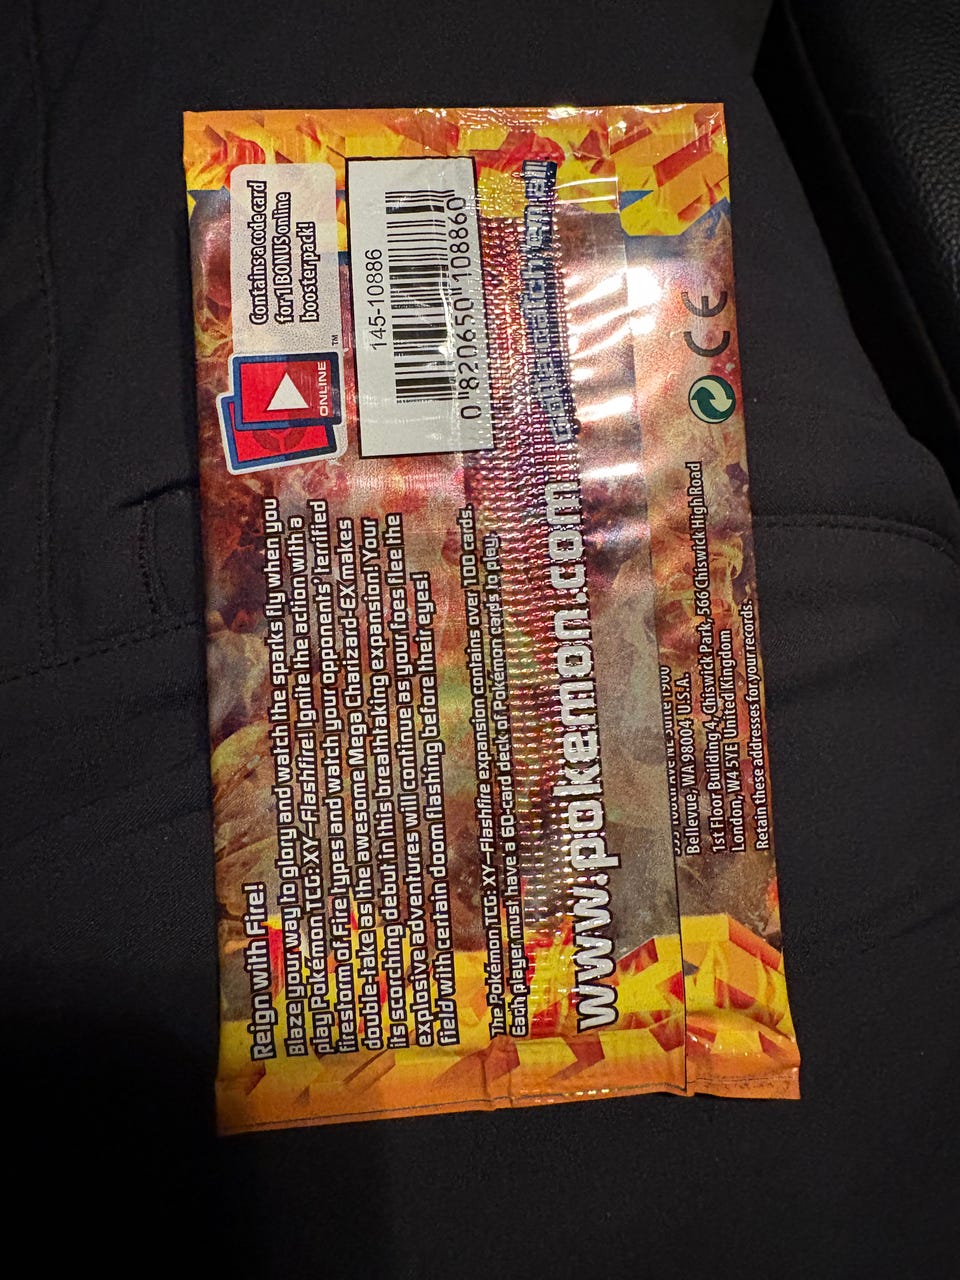 Reign with Fire!
Blaze your way to glory and watch the sparks fly when you
play Pokémon TCG: XY—Flashfire! Ignite the action with a
firestorm of Fire types and watch your opponents' terrified
double-take as the awesome Mega Charizard-EX makes
its scorching debut in this breathtaking expansion! Your
explosive adventures will continue as your foes flee the
field with certain doom flashing before their eyes!
The Pokémon TCG: XY—Flashfire expansion contains over 100 cards.
Each player must have a 60-card deck of Pokémon cards to play.
www.pokemon.com
Bellevue, WA 98004 U.S.A.
1st Floor Building 4, Chiswick Park, 566 Chiswick High Road
London, W4 5YE United Kingdom
Retain these addresses for your records.
ONLINE
TM
Contains a code card
for 1 BONUS online
booster pack!
145-10886
0 820650 108860
Gotta catch 'em all!
CE